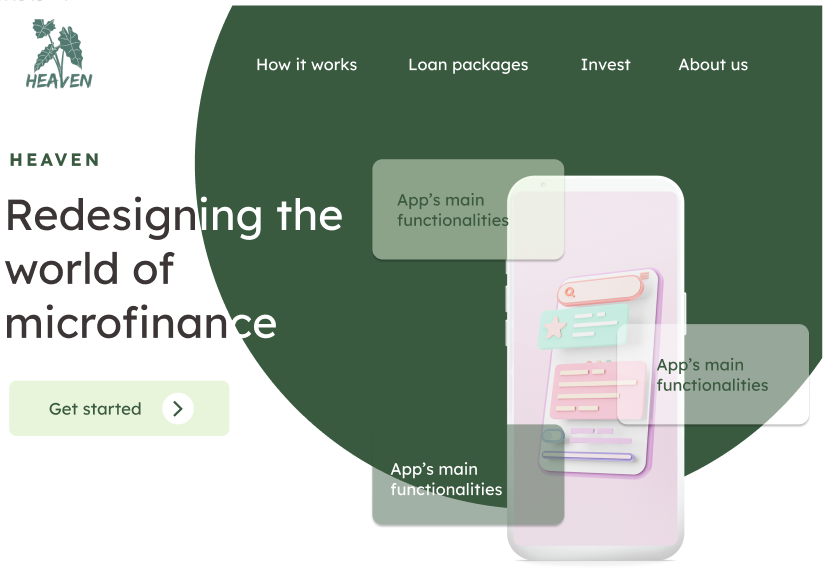 HEAVEN
How it works
Loan packages
Invest
About us
HEAVEN
Redesigning the
world of
microfinance
Get started
App’s main
functionalities
App’s main
functionalities
App’s main
functionalities